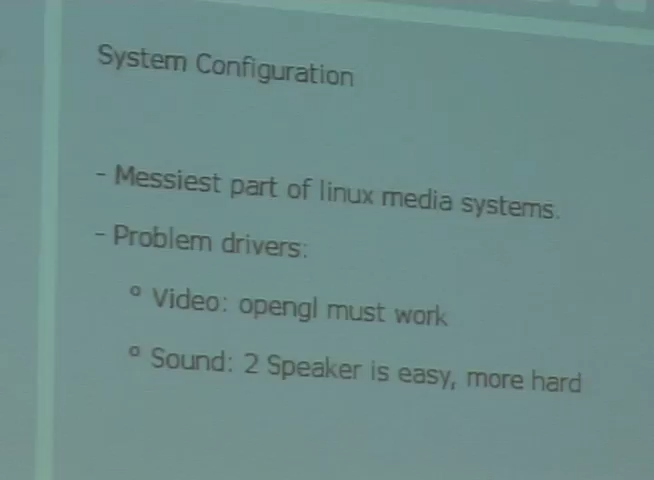 System Configuration
- Messiest part of linux media systems.
- Problem drivers:
º Video: opengl must work
º Sound: 2 Speaker is easy, more hard